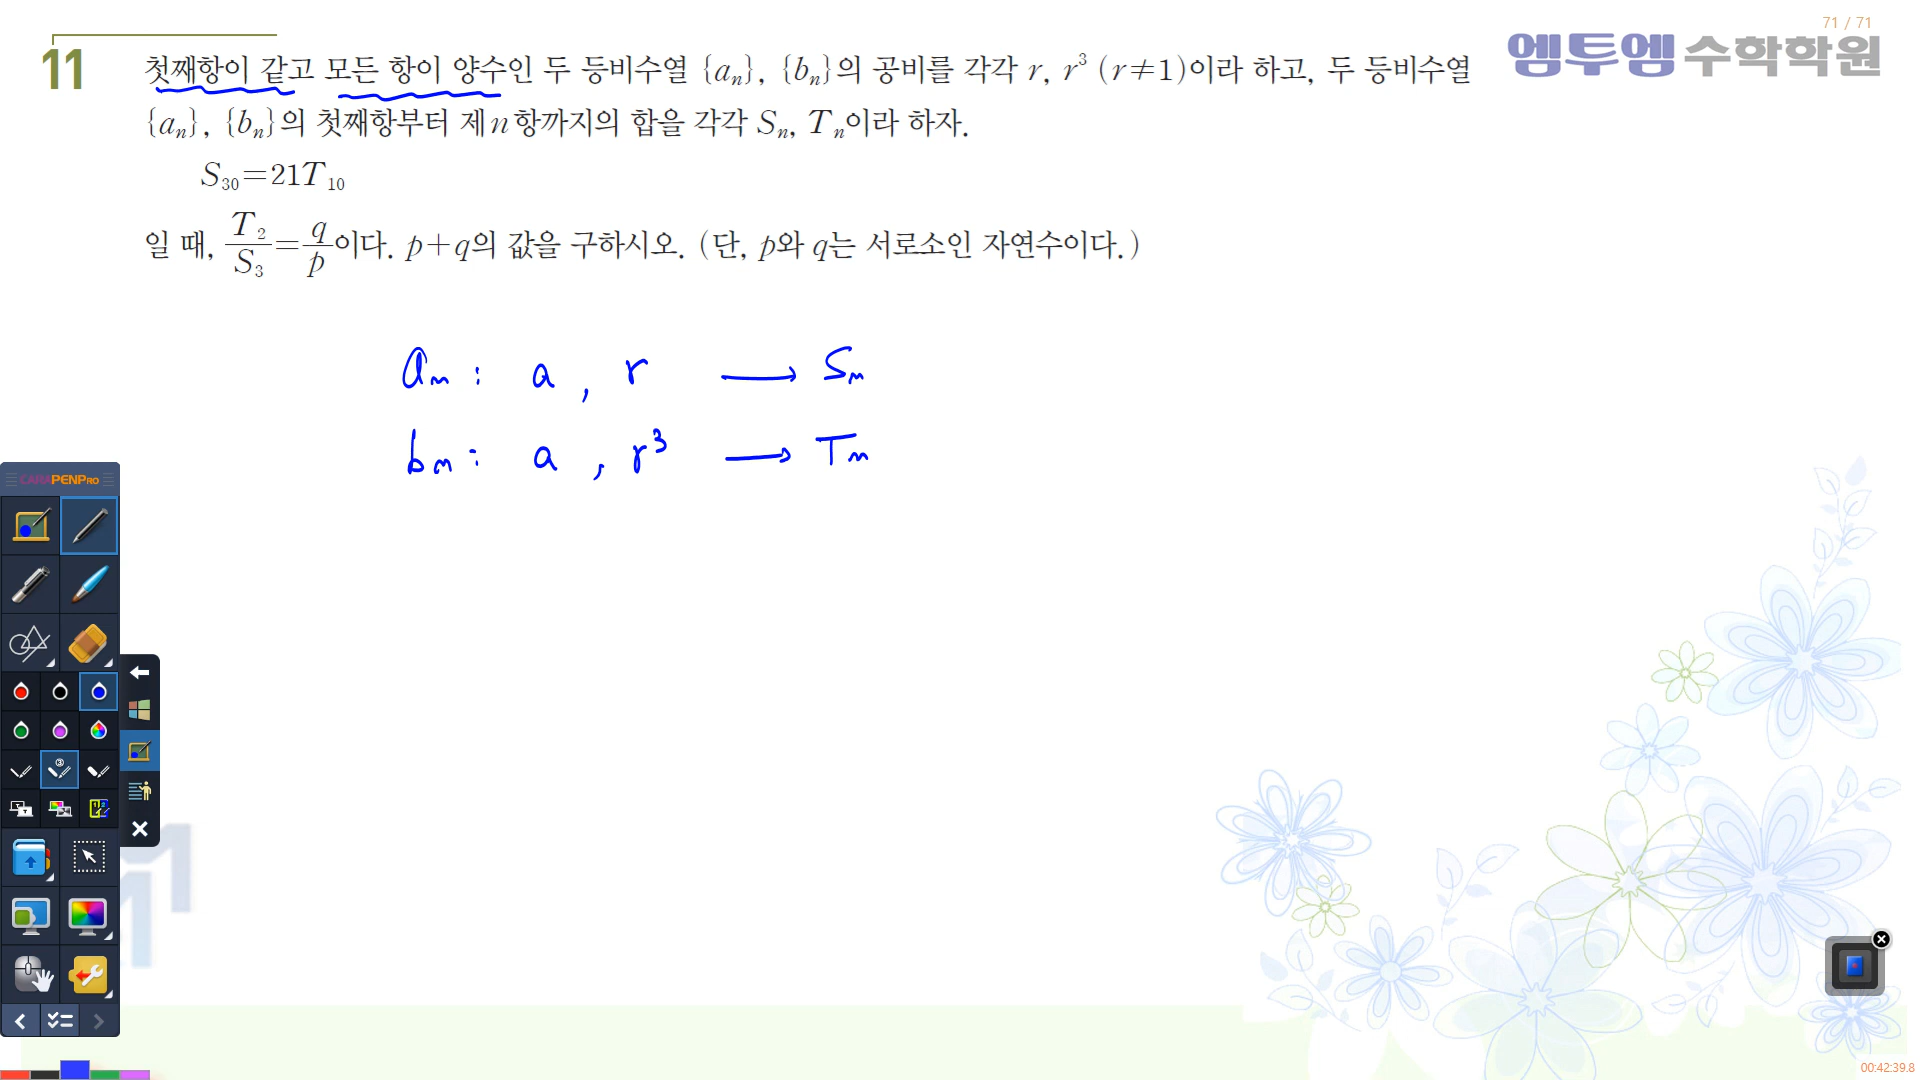 71 / 71
엠투엠 수학학원
11 첫째항이 같고 모든 항이 양수인 두 등비수열 {aₙ}, {bₙ}의 공비를 각각 r, r³ (r≠1)이라 하고, 두 등비수열
{aₙ}, {bₙ}의 첫째항부터 제n항까지의 합을 각각 Sₙ, Tₙ이라 하자.
S₃₀=21T₁₀
일 때, T₂/S₃=q/p이다. p+q의 값을 구하시오. (단, p와 q는 서로소인 자연수이다.)
aₙ : a , r → Sₙ
bₙ : a , r³ → Tₙ
CARAPENPRO
00:42:39.8